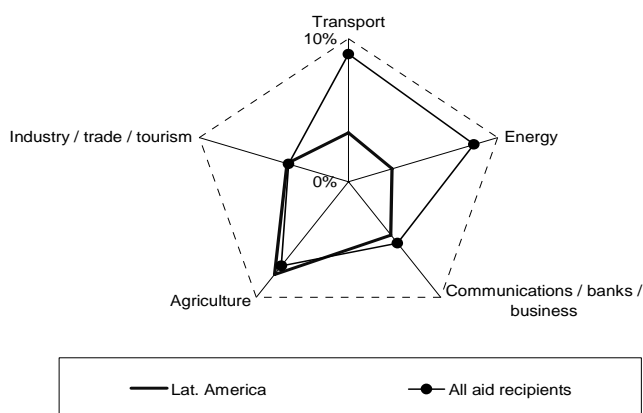 Transport
10%
Industry / trade / tourism
Energy
0%
Agriculture
Communications / banks /
business
Lat. America
All aid recipients